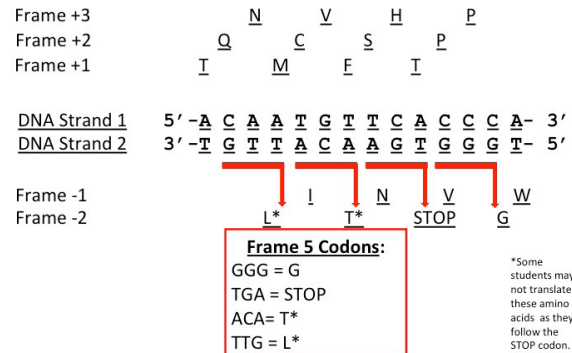 Frame +3 N V H P
Frame +2 Q C S P
Frame +1 T M F T
DNA Strand 1 5' -A C A A T G T T C A C C C A- 3'
DNA Strand 2 3' -T G T T A C A A G T G G G T- 5'
Frame -1 I N V W
Frame -2 L* T* STOP G
Frame 5 Codons:
GGG = G
TGA = STOP
ACA= T*
TTG = L*
*Some
students may
not translate
these amino
acids as they
follow the
STOP codon.